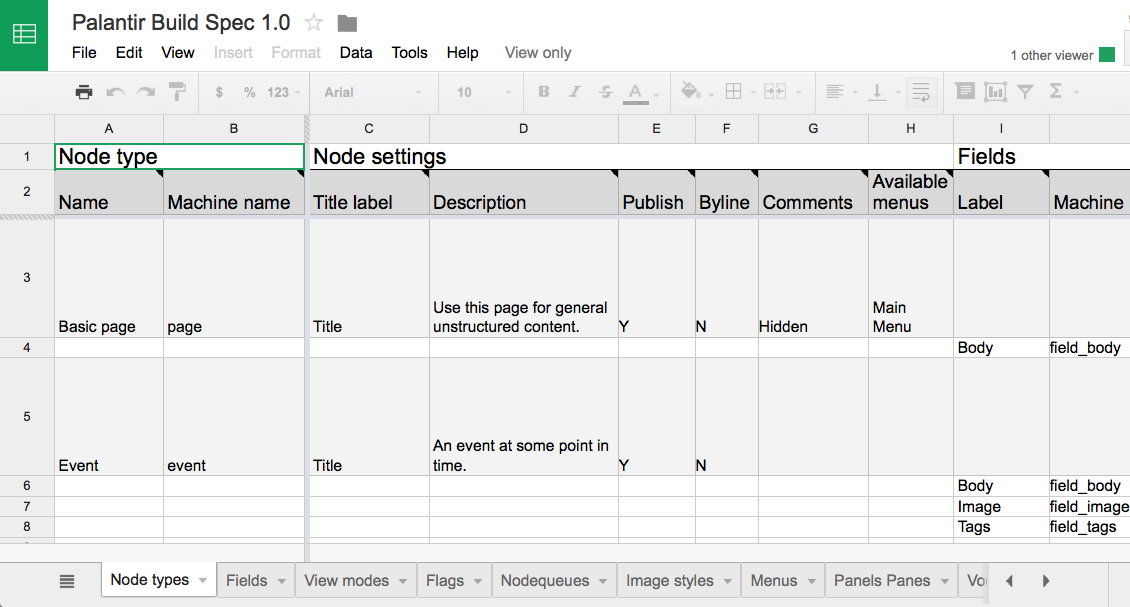 Palantir Build Spec 1.0
File Edit View Insert Format Data Tools Help View only
1 other viewer
$ % 123 Arial 10 B I S A Σ
A B C D E F G H I
1 Node type Node settings Fields
2 Name Machine name Title label Description Publish Byline Comments Available menus Label Machine
3 Basic page page Title Use this page for general unstructured content. Y N Hidden Main Menu
4 Body field_body
5 Event event Title An event at some point in time. Y N
6 Body field_body
7 Image field_image
8 Tags field_tags
Node types Fields View modes Flags Nodequeues Image styles Menus Panels Panes